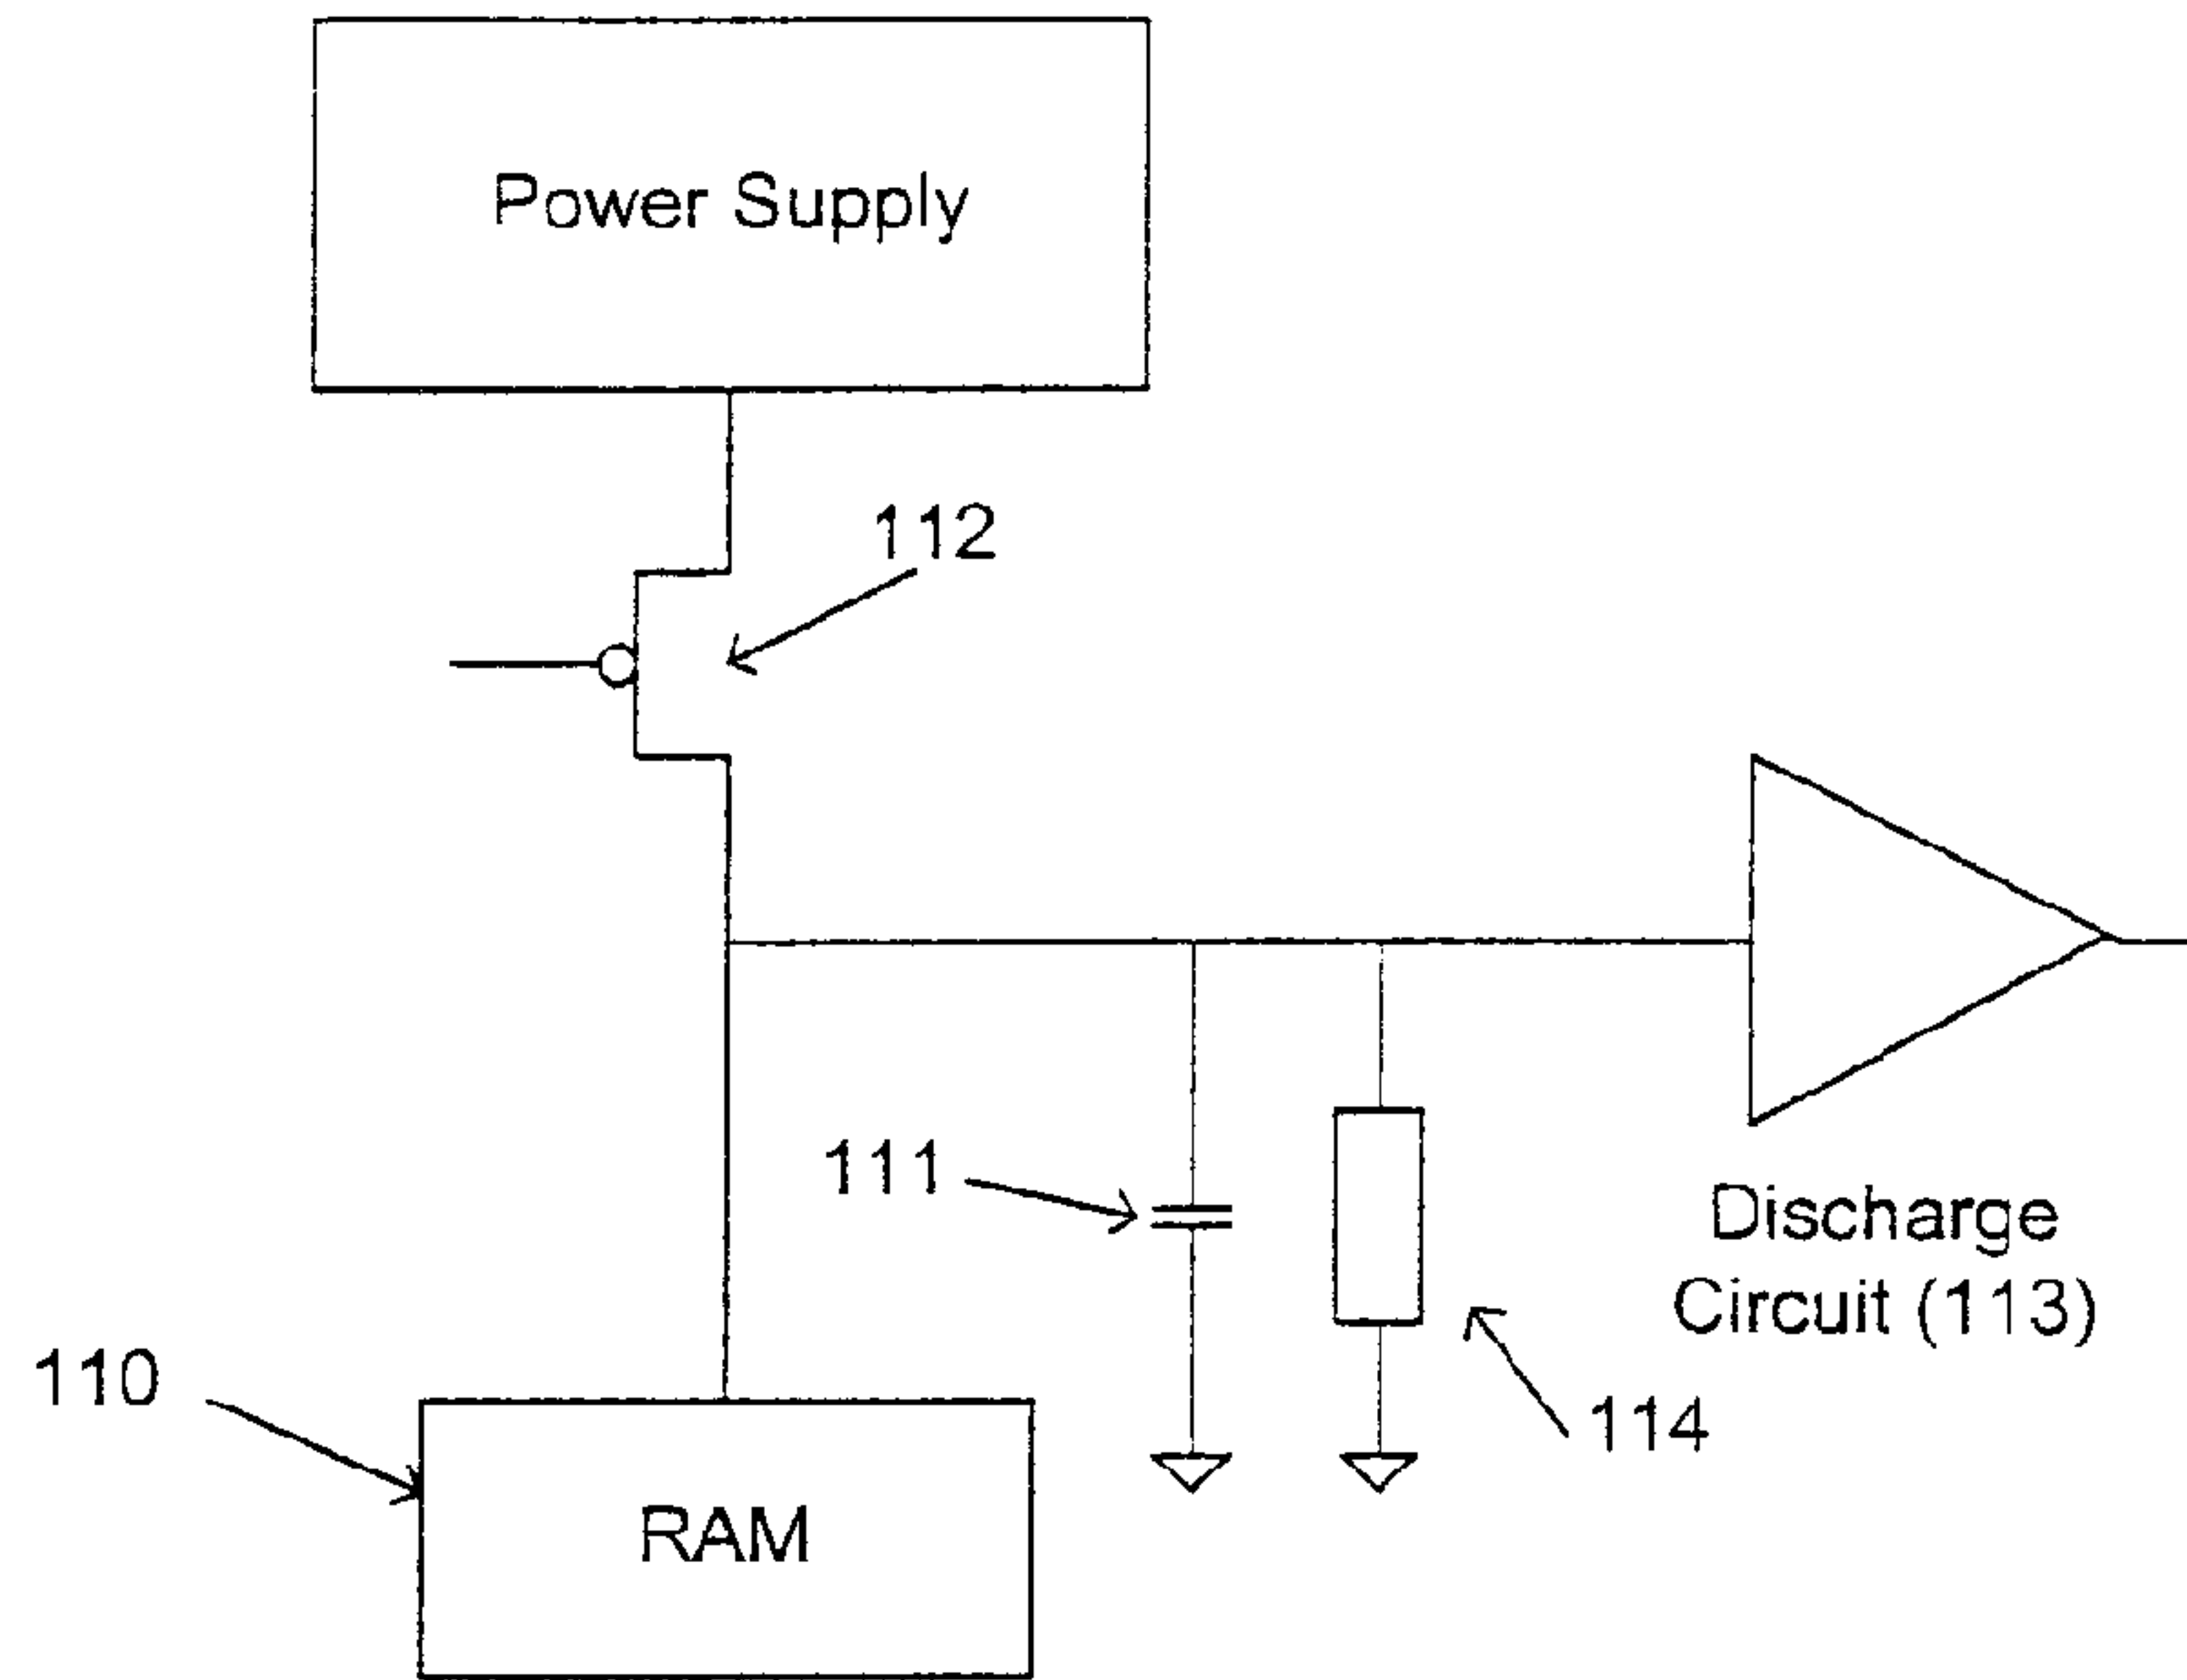 Power Supply
112
111
Discharge
Circuit (113)
110
114
RAM